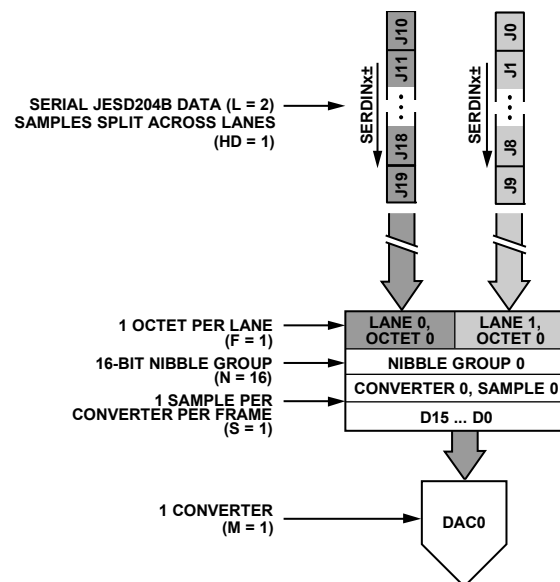 J10
J11
...
J18
J19
SERDINx±
J0
J1
...
J8
J9
SERDINx±
SERIAL JESD204B DATA (L = 2)
SAMPLES SPLIT ACROSS LANES
(HD = 1)
1 OCTET PER LANE
(F = 1)
LANE 0,
OCTET 0
LANE 1,
OCTET 0
16-BIT NIBBLE GROUP
(N = 16)
NIBBLE GROUP 0
1 SAMPLE PER
CONVERTER PER FRAME
(S = 1)
CONVERTER 0, SAMPLE 0
D15 ... D0
1 CONVERTER
(M = 1)
DAC0